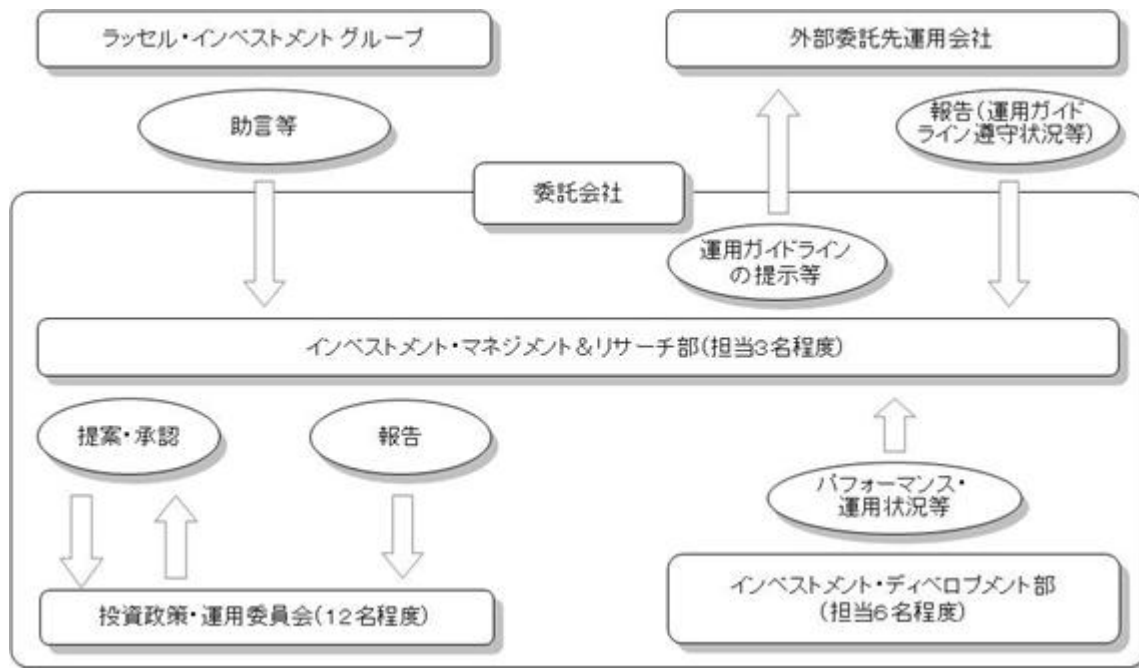 ラッセル・インベストメント グループ
外部委託先運用会社
助言等
報告(運用ガイド
ライン遵守状況等)
委託会社
運用ガイドライン
の提示等
インベストメント・マネジメント&リサーチ部(担当3名程度)
提案・承認
報告
パフォーマンス・
運用状況等
投資政策・運用委員会(12名程度)
インベストメント・ディベロプメント部
(担当6名程度)